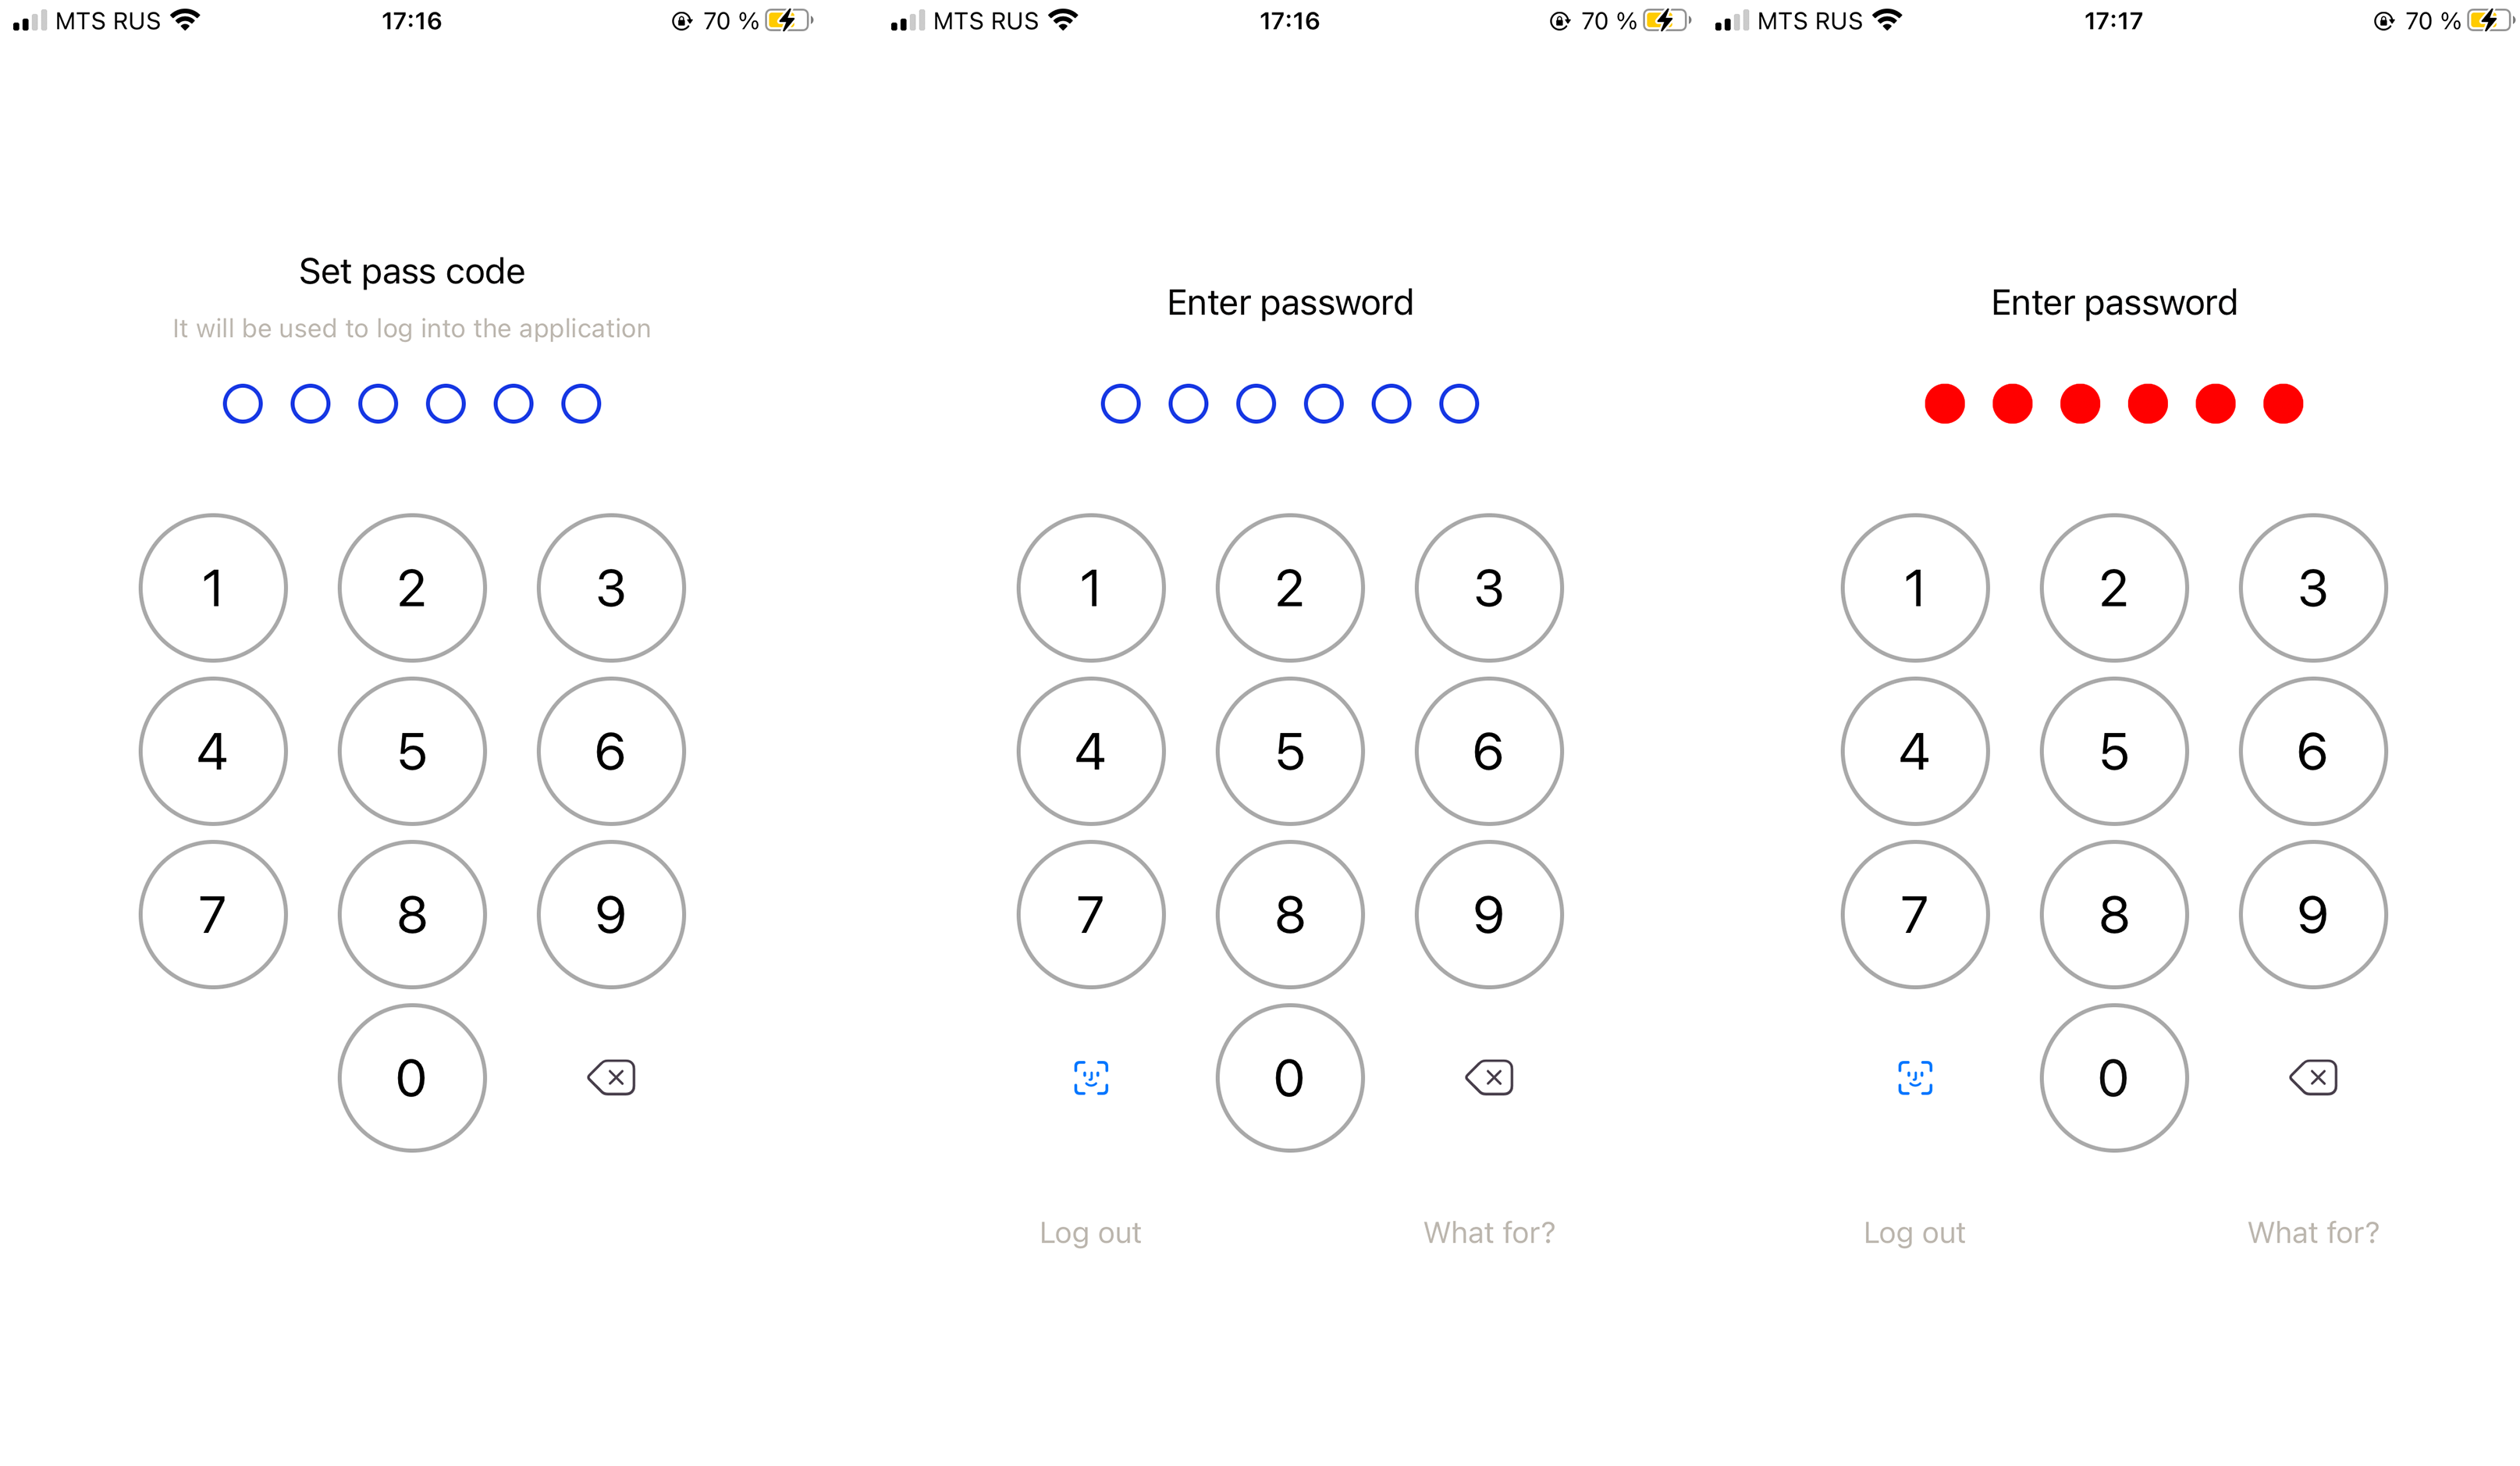 MTS RUS 17:16 70 %
Set pass code
It will be used to log into the application
1 2 3
4 5 6
7 8 9
0
MTS RUS 17:16 70 %
Enter password
1 2 3
4 5 6
7 8 9
0
Log out What for?
MTS RUS 17:17 70 %
Enter password
1 2 3
4 5 6
7 8 9
0
Log out What for?